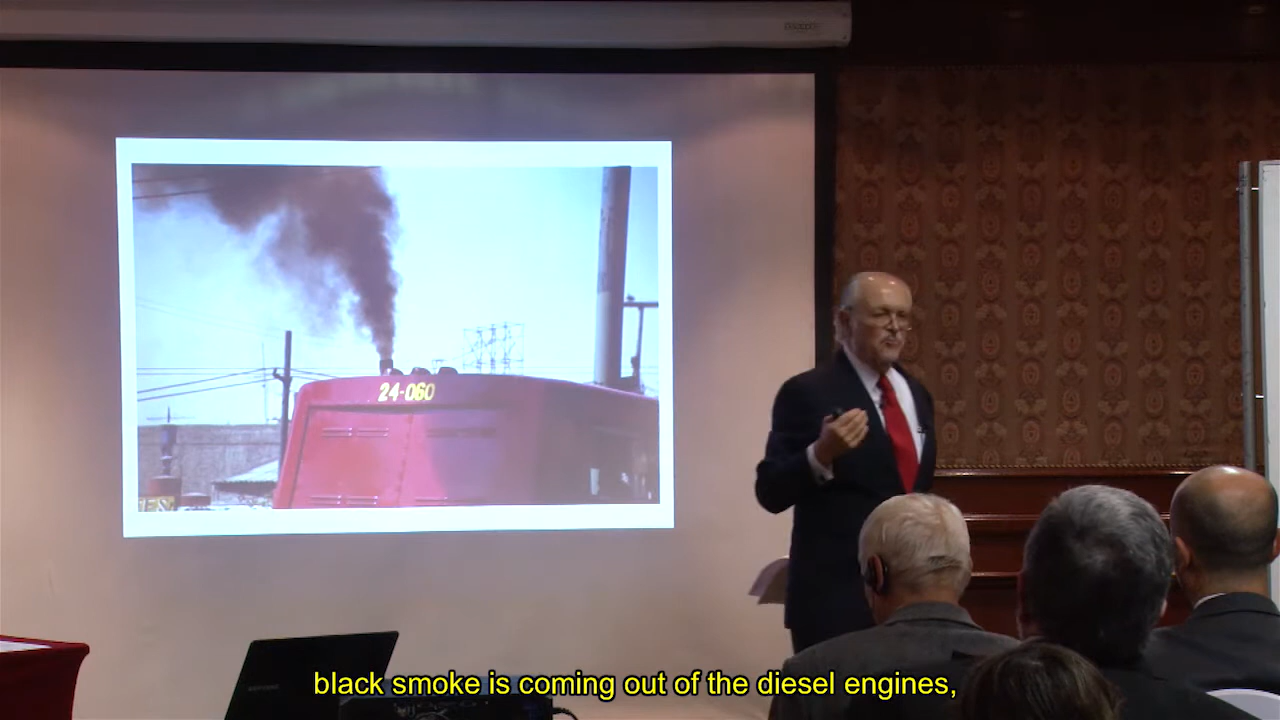 24-060
black smoke is coming out of the diesel engines,